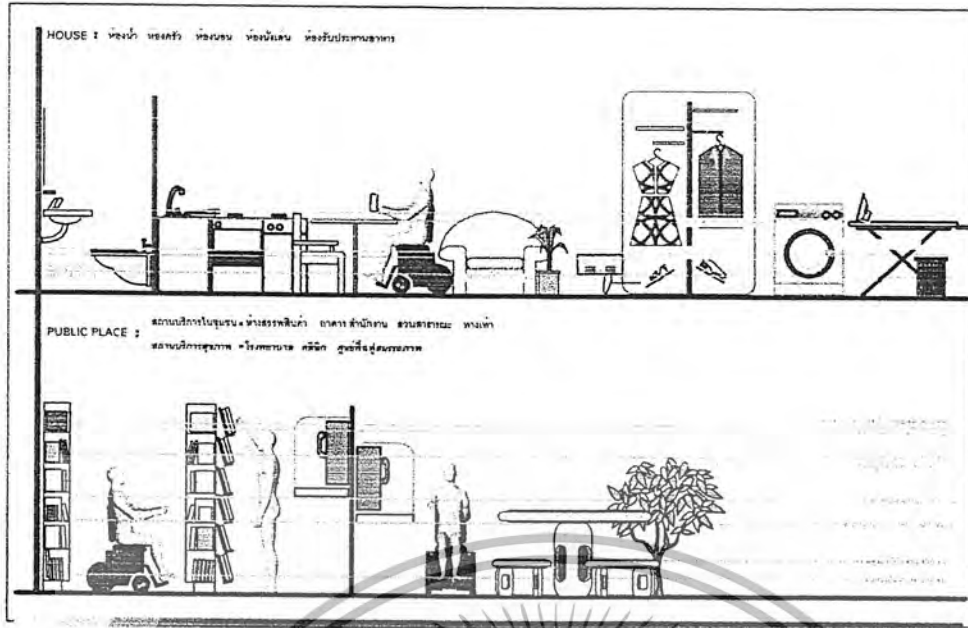 HOUSE : ห้องน้ำ ห้องครัว ห้องนอน ห้องนั่งเล่น ห้องรับประทานอาหาร
PUBLIC PLACE : สถานบริการในชุมชน = ห้างสรรพสินค้า อาคารสำนักงาน สวนสาธารณะ ทางเท้า
สถานบริการสุขภาพ = โรงพยาบาล คลินิก ศูนย์ฟื้นฟูสมรรถภาพ